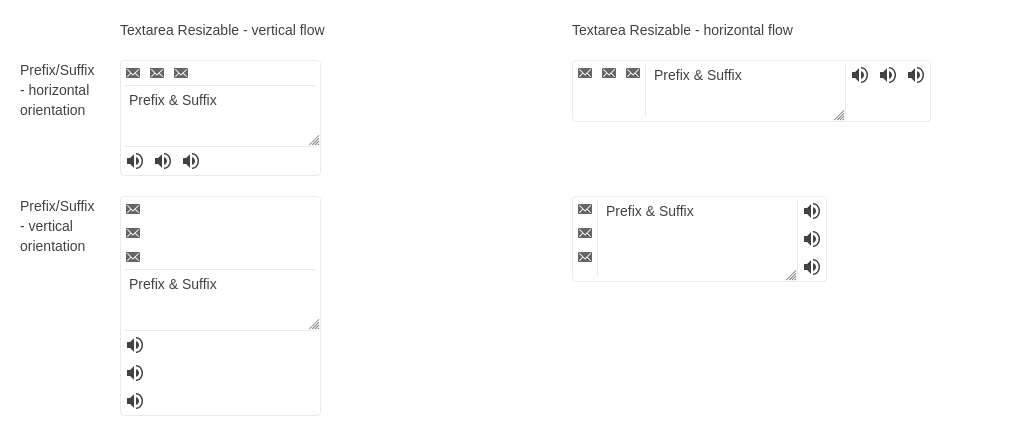 Textarea Resizable - vertical flow
Textarea Resizable - horizontal flow
Prefix/Suffix
- horizontal
orientation
Prefix & Suffix
Prefix & Suffix
Prefix/Suffix
- vertical
orientation
Prefix & Suffix
Prefix & Suffix